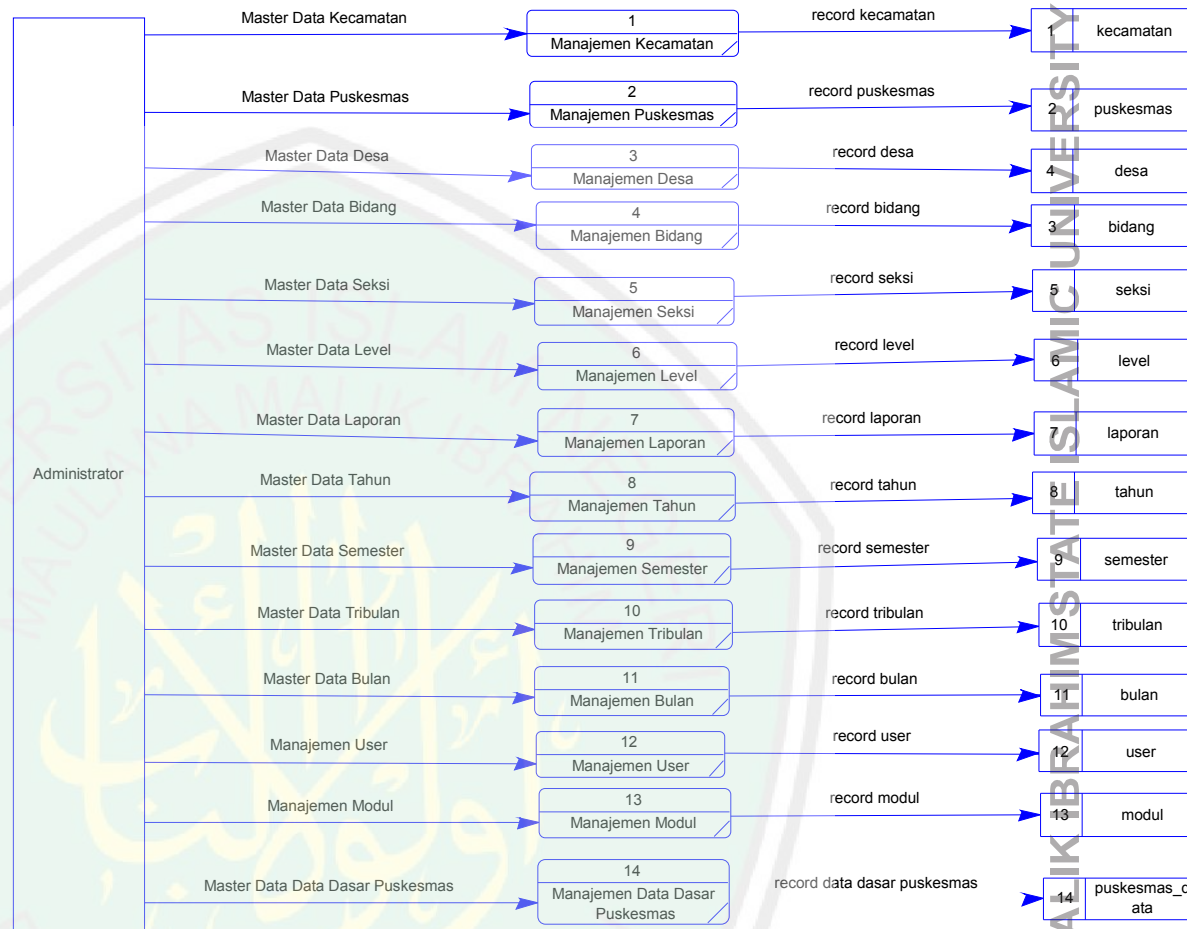 Administrator
Master Data Kecamatan
1
Manajemen Kecamatan
record kecamatan
1 kecamatan
Master Data Puskesmas
2
Manajemen Puskesmas
record puskesmas
2 puskesmas
Master Data Desa
3
Manajemen Desa
record desa
4 desa
Master Data Bidang
4
Manajemen Bidang
record bidang
3 bidang
Master Data Seksi
5
Manajemen Seksi
record seksi
5 seksi
Master Data Level
6
Manajemen Level
record level
6 level
Master Data Laporan
7
Manajemen Laporan
record laporan
7 laporan
Master Data Tahun
8
Manajemen Tahun
record tahun
8 tahun
Master Data Semester
9
Manajemen Semester
record semester
9 semester
Master Data Tribulan
10
Manajemen Tribulan
record tribulan
10 tribulan
Master Data Bulan
11
Manajemen Bulan
record bulan
11 bulan
Manajemen User
12
Manajemen User
record user
12 user
Manajemen Modul
13
Manajemen Modul
record modul
13 modul
Master Data Data Dasar Puskesmas
14
Manajemen Data Dasar
Puskesmas
record data dasar puskesmas
14 puskesmas_d
ata
ALIK IBRAHIM STATE ISLAMIC UNIVERSITY
ERSITAS ISLAM NEGERI
MAULANA MALIK IBRAHIM